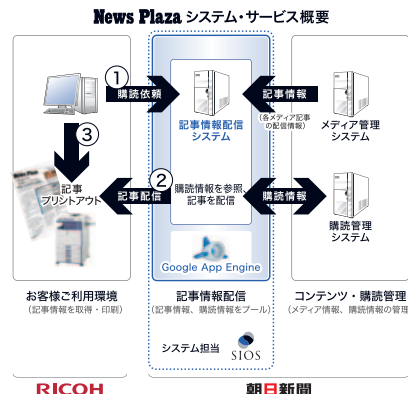 News Plaza システム・サービス概要
①
購読依頼
記事情報配信
システム
記事情報
(各メディア記事
の配信情報)
メディア管理
システム
③
記事
プリントアウト
②
記事配信
購読情報を参照、
記事を配信
購読情報
購読管理
システム
Google App Engine
お客様ご利用環境
(記事情報を取得・印刷)
記事情報配信
(記事情報、購読情報をプール)
コンテンツ・購読管理
(メディア情報、購読情報の管理
システム担当
SIOS
RICOH
朝日新聞